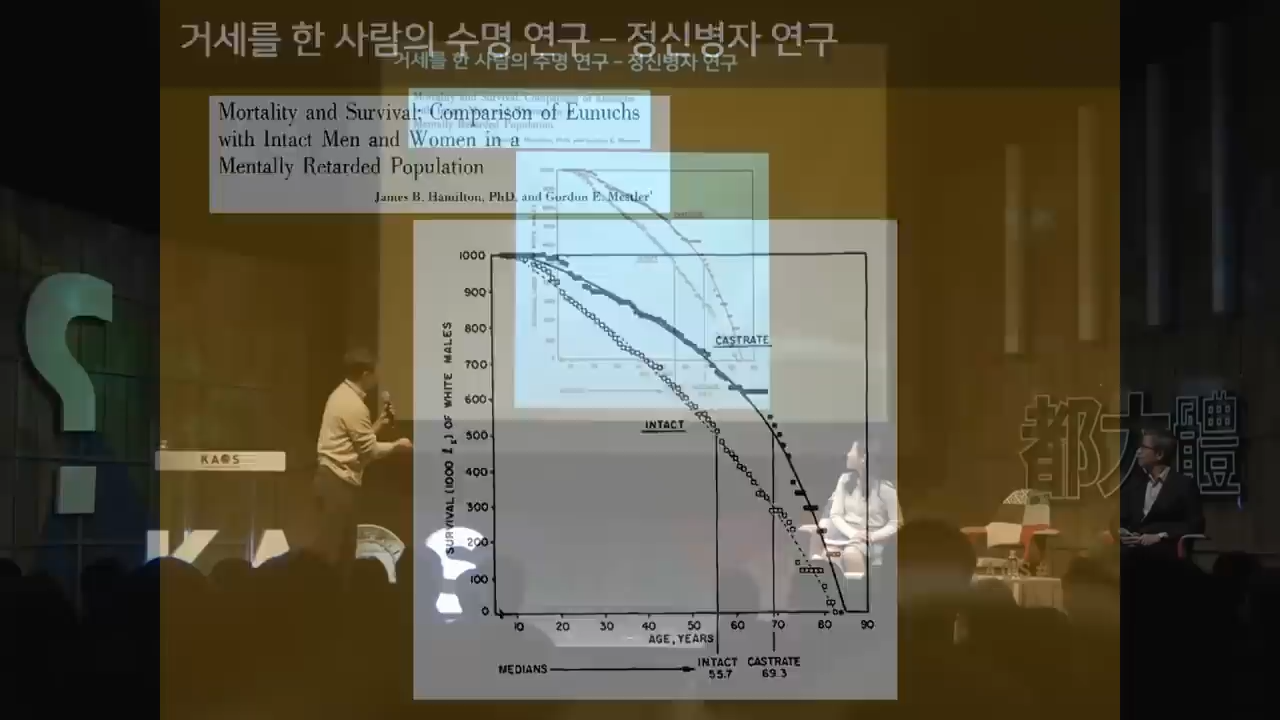 거세를 한 사람의 수명 연구 – 정신병자 연구
거세를 한 사람의 수명 연구 – 정신병자 연구
Mortality and Survival: Comparison of Eunuchs
with Intact Men and Women in a
Mentally Retarded Population
James B. Hamilton, PhD, and Gordon E. Mestler¹
1000
900
800
700
600
500
400
300
200
100
0
SURVIVAL (1000 lx) OF WHITE MALES
CASTRATE
INTACT
10 20 30 40 50 60 70 80 90
AGE, YEARS
MEDIANS
INTACT CASTRATE
55.7 69.3
?
KAOS
KAOS
都大體